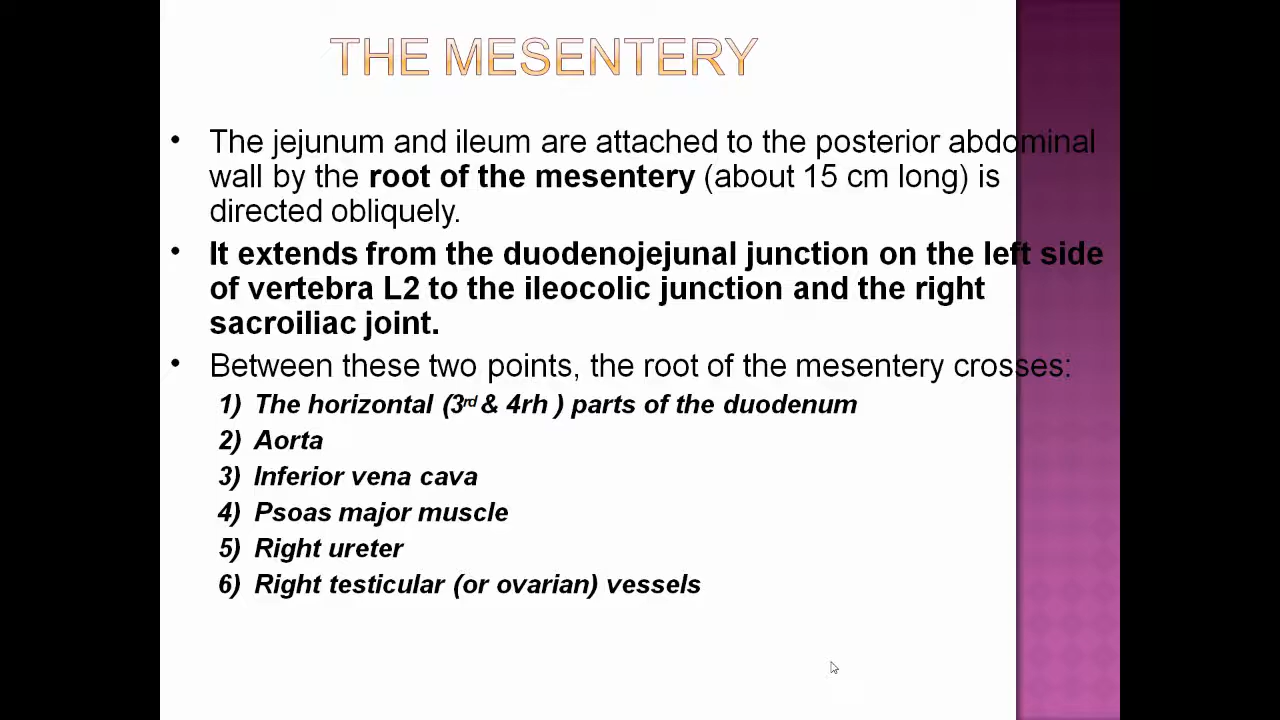 THE MESENTERY
• The jejunum and ileum are attached to the posterior abdominal
wall by the root of the mesentery (about 15 cm long) is
directed obliquely.
• It extends from the duodenojejunal junction on the left side
of vertebra L2 to the ileocolic junction and the right
sacroiliac joint.
• Between these two points, the root of the mesentery crosses:
1) The horizontal (3rd & 4rh ) parts of the duodenum
2) Aorta
3) Inferior vena cava
4) Psoas major muscle
5) Right ureter
6) Right testicular (or ovarian) vessels